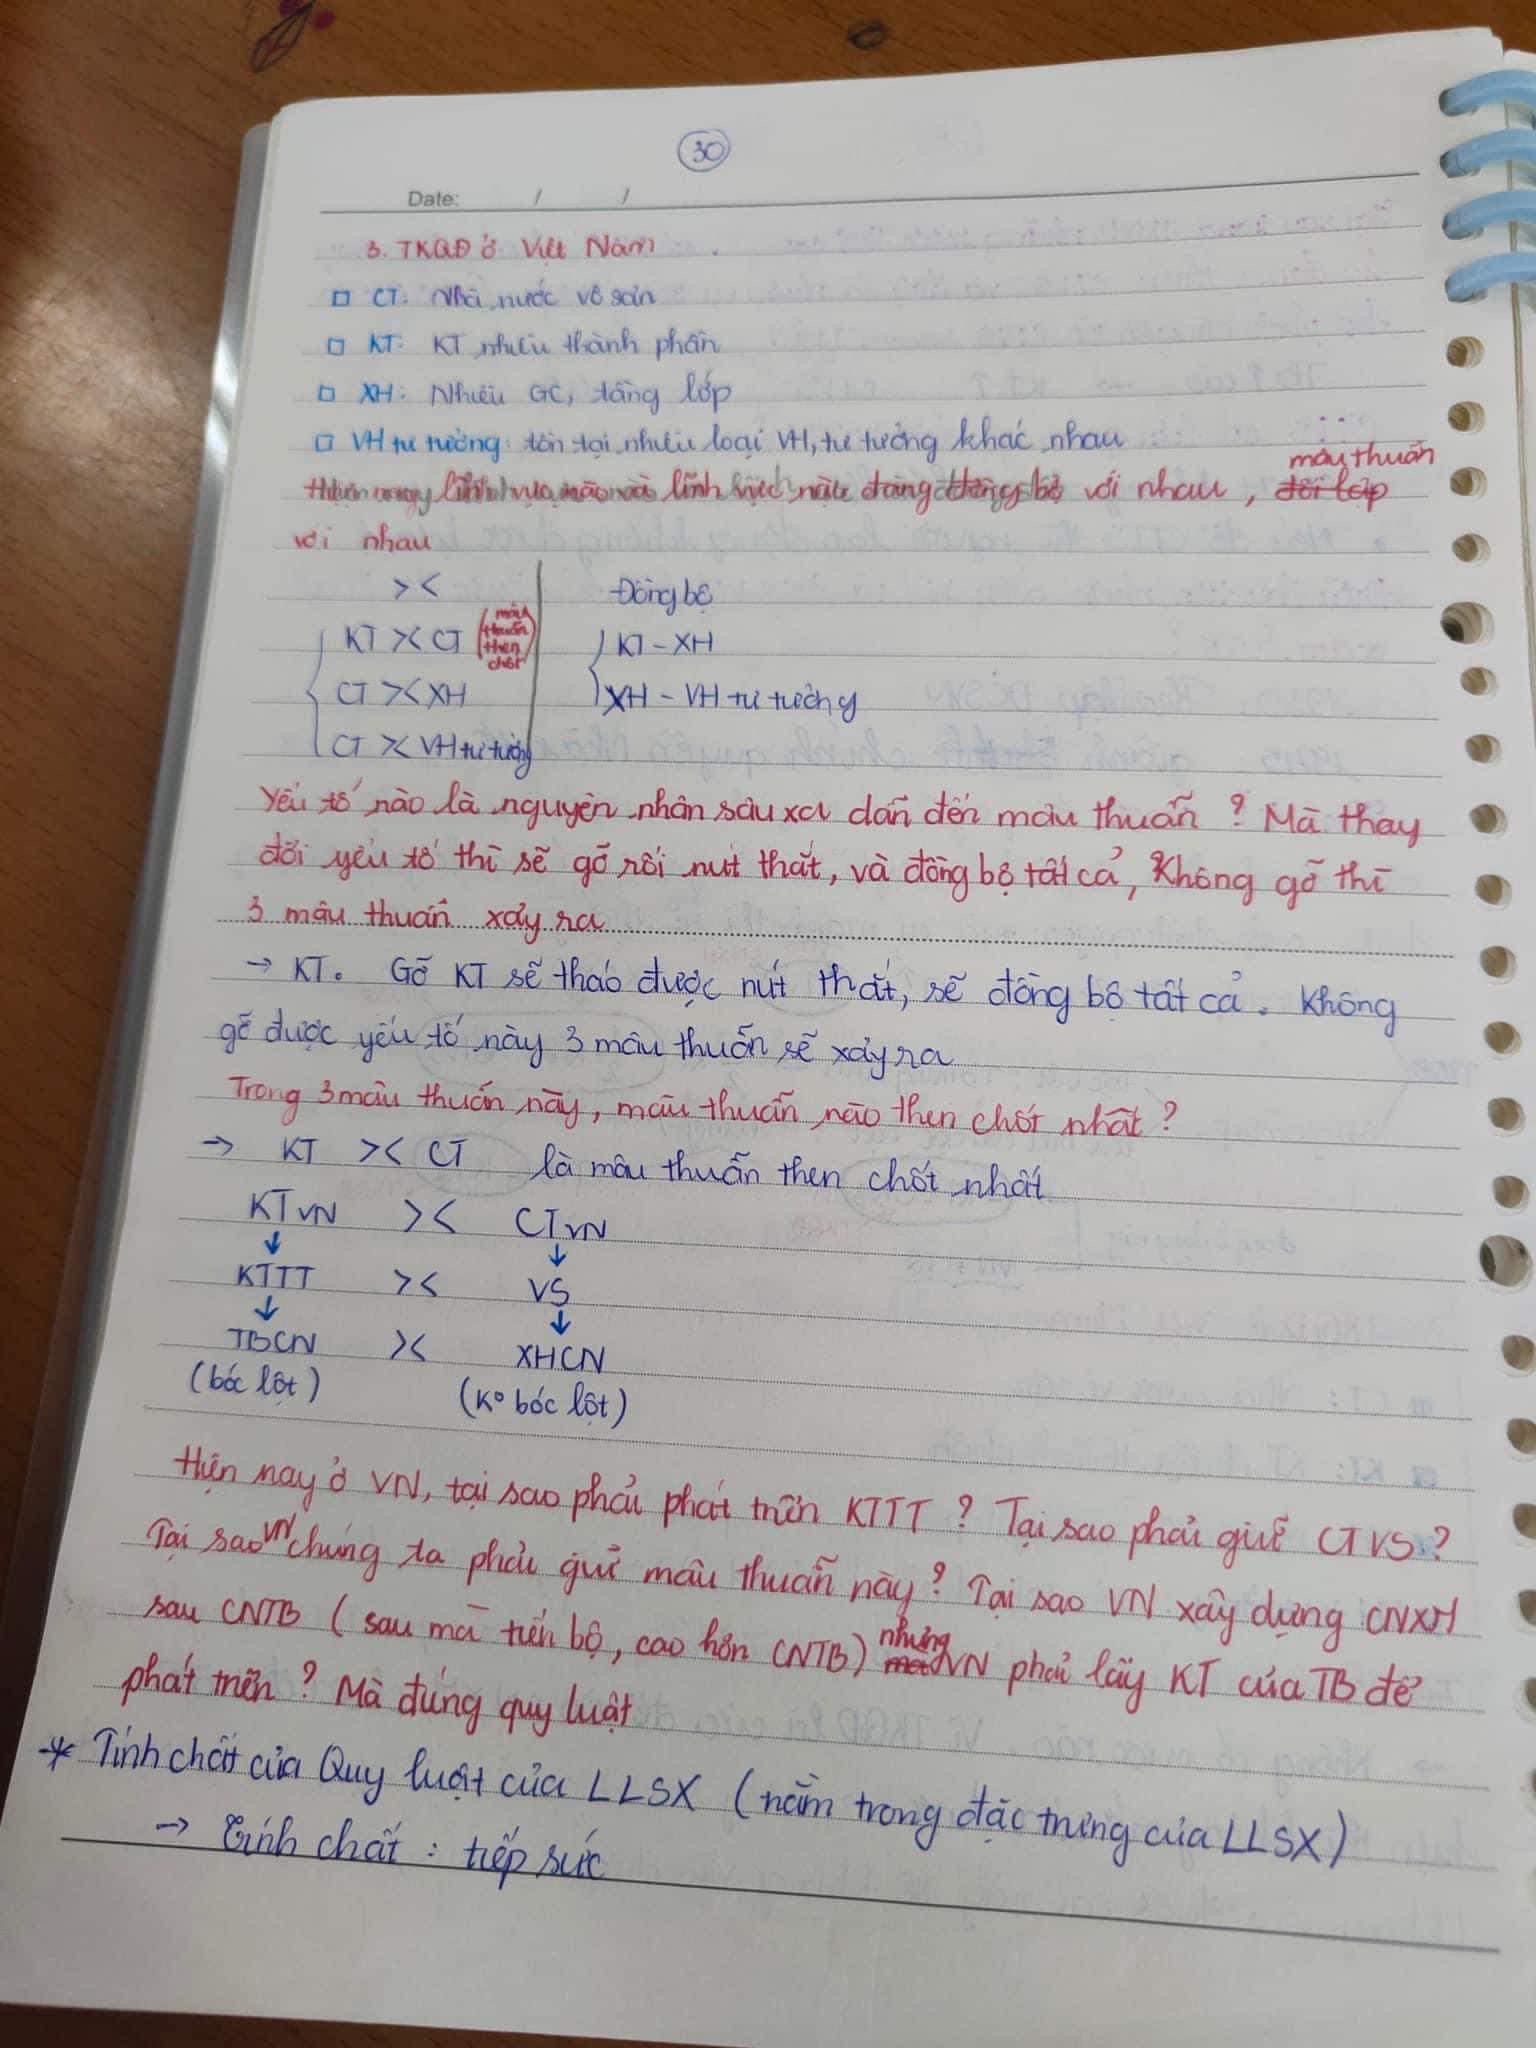 30
Date: / /
3. TKQĐ ở Việt Nam
□ CT: Nhà nước vô sản
□ KT: KT nhiều thành phần
□ XH: Nhiều GC, tầng lớp
□ VH tư tưởng: tồn tại nhiều loại VH, tư tưởng khác nhau
mâu thuẫn
lĩnh vực nào và lĩnh vực nào đang đồng bộ với nhau, đối lập
với nhau
>< Đồng bộ
KT >< CT (mâu thuẫn then chốt) KT - XH
CT >< XH XH - VH tư tưởng
CT >< VH tư tưởng
Yếu tố nào là nguyên nhân sâu xa dẫn đến mâu thuẫn? Mà thay
đổi yếu tố thì sẽ gỡ rối nút thắt, và đồng bộ tất cả, không gỡ thì
3 mâu thuẫn xảy ra
→ KT. Gỡ KT sẽ tháo được nút thắt, sẽ đồng bộ tất cả. Không
gỡ được yếu tố này 3 mâu thuẫn sẽ xảy ra
Trong 3 mâu thuẫn này, mâu thuẫn nào then chốt nhất?
→ KT >< CT là mâu thuẫn then chốt nhất
KTVN >< CTVN
↓ ↓
KTTT >< VS
↓ ↓
TBCN >< XHCN
(bóc lột) (K° bóc lột)
Hiện nay ở VN, tại sao phải phát triển KTTT? Tại sao phải giữ CTVS?
Tại sao VN chúng ta phải giữ mâu thuẫn này? Tại sao VN xây dựng CNXH
sau CNTB (sau mà tiến bộ, cao hơn CNTB) nhưng VN phải lấy KT của TB để
phát triển? Mà đúng quy luật
* Tính chất của Quy luật của LLSX (nằm trong đặc trưng của LLSX)
→ Tính chất: tiếp sức